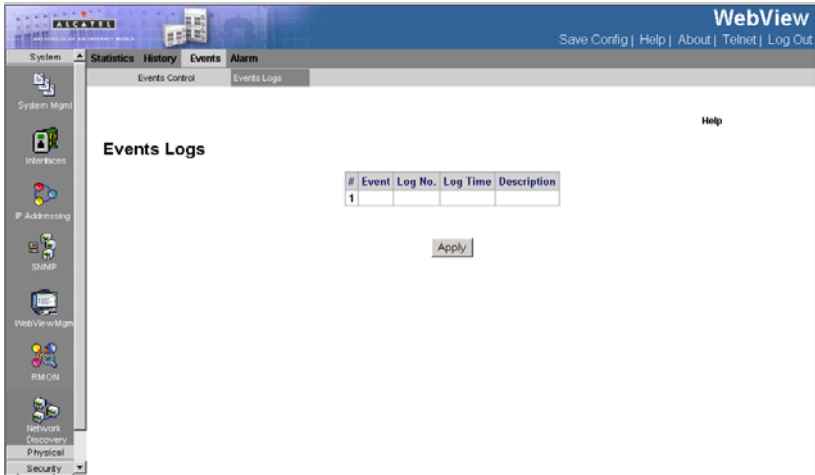 ALCATEL
WebView
Save Config | Help | About | Telnet | Log Out
System
Statistics History Events Alarm
Events Control Events Logs
System Mgmt
Help
Events Logs
Interfaces
# Event Log No. Log Time Description
1
IP Addressing
Apply
SNMP
WebViewMgm
RMON
Network
Discovery
Physical
Security